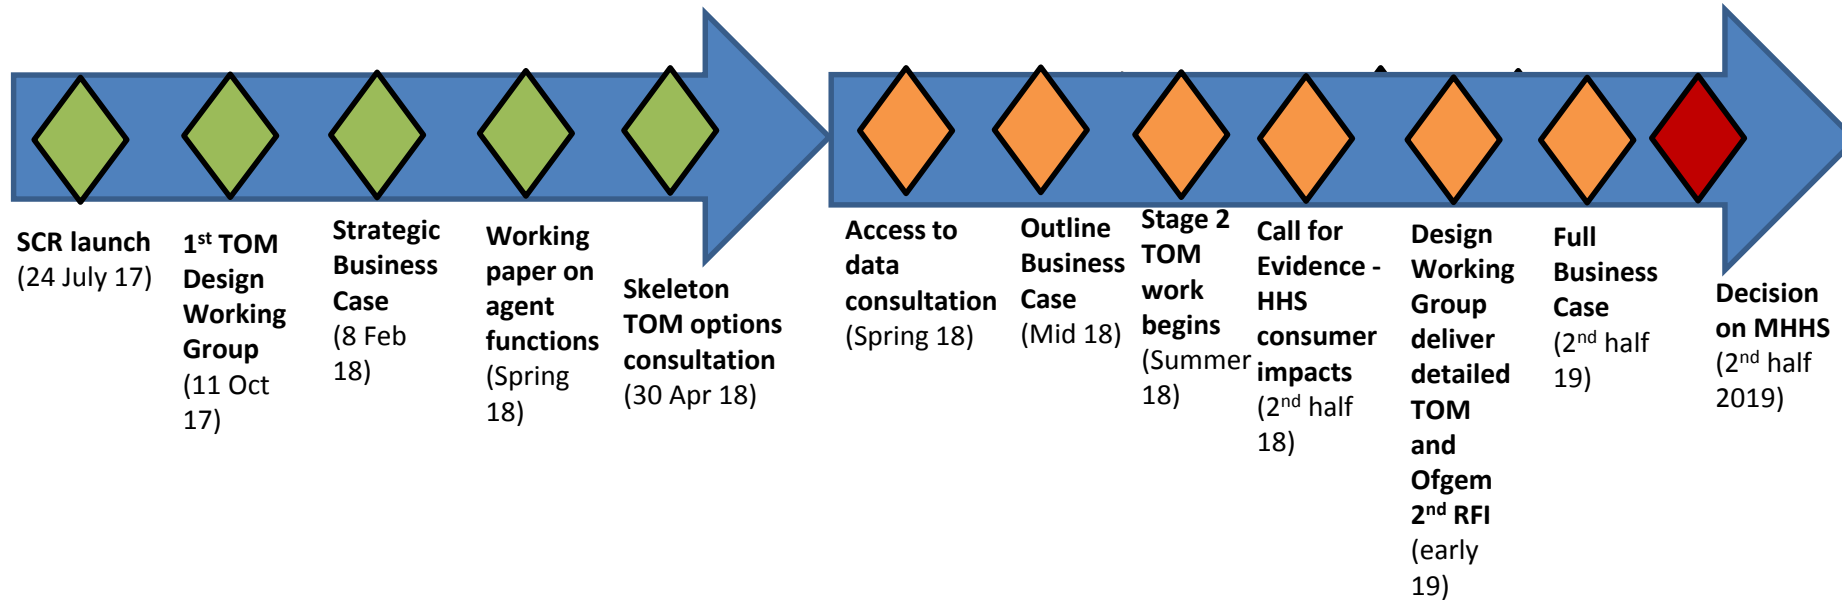 SCR launch
(24 July 17)
1st TOM
Design
Working
Group
(11 Oct
17)
Strategic
Business
Case
(8 Feb
18)
Working
paper on
agent
functions
(Spring
18)
Skeleton
TOM options
consultation
(30 Apr 18)
Access to
data
consultation
(Spring 18)
Outline
Business
Case
(Mid 18)
Stage 2
TOM
work
begins
(Summer
18)
Call for
Evidence -
HHS
consumer
impacts
(2nd half
18)
Design
Working
Group
deliver
detailed
TOM
and
Ofgem
2nd RFI
(early
19)
Full
Business
Case
(2nd half
19)
Decision
on MHHS
(2nd half
2019)